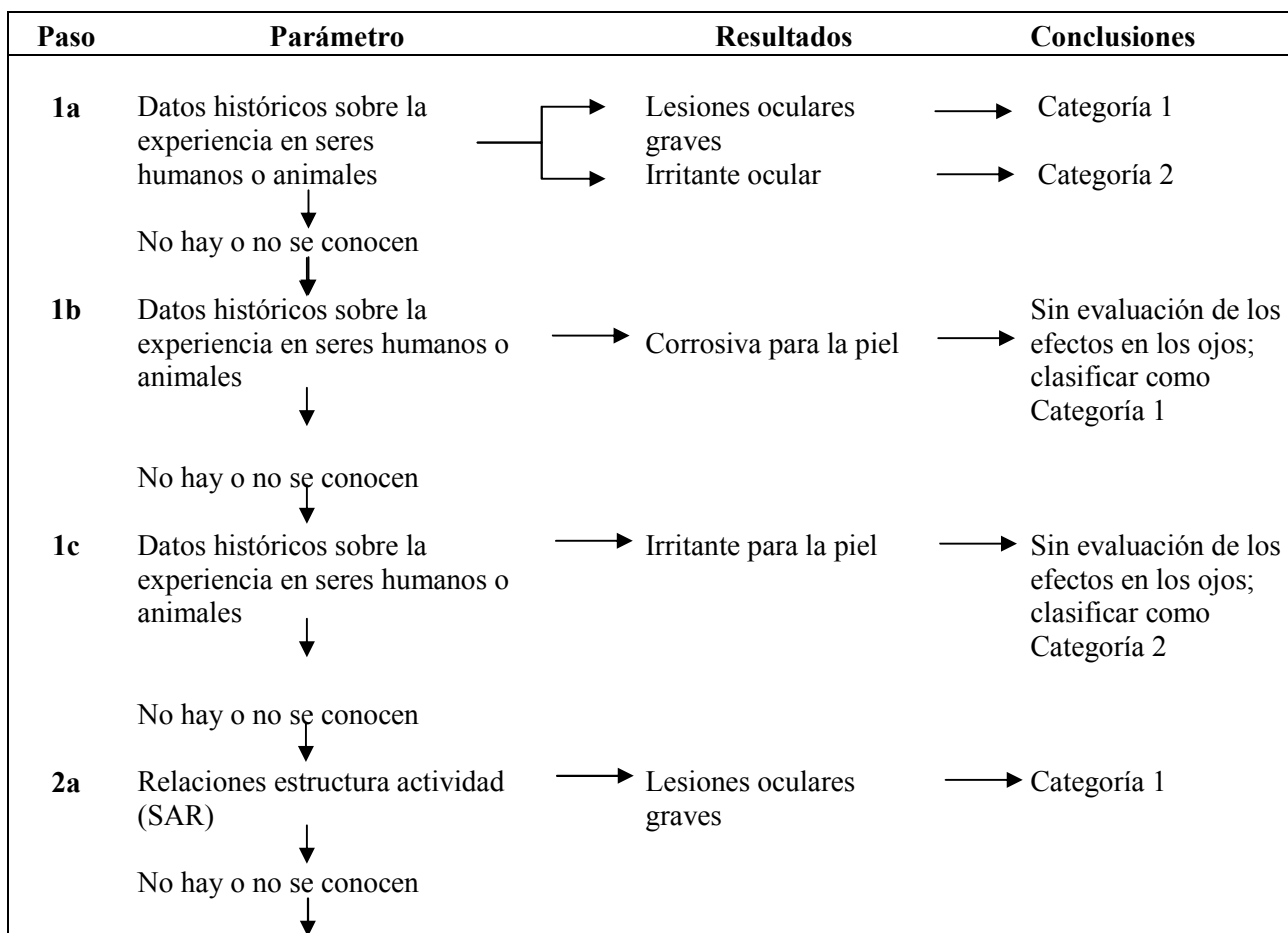 Paso Parámetro Resultados Conclusiones
1a Datos históricos sobre la Lesiones oculares Categoría 1
experiencia en seres graves
humanos o animales Irritante ocular Categoría 2
No hay o no se conocen
1b Datos históricos sobre la Sin evaluación de los
experiencia en seres humanos o Corrosiva para la piel efectos en los ojos;
animales clasificar como
Categoría 1
No hay o no se conocen
1c Datos históricos sobre la Irritante para la piel Sin evaluación de los
experiencia en seres humanos o efectos en los ojos;
animales clasificar como
Categoría 2
No hay o no se conocen
2a Relaciones estructura actividad Lesiones oculares Categoría 1
(SAR) graves
No hay o no se conocen